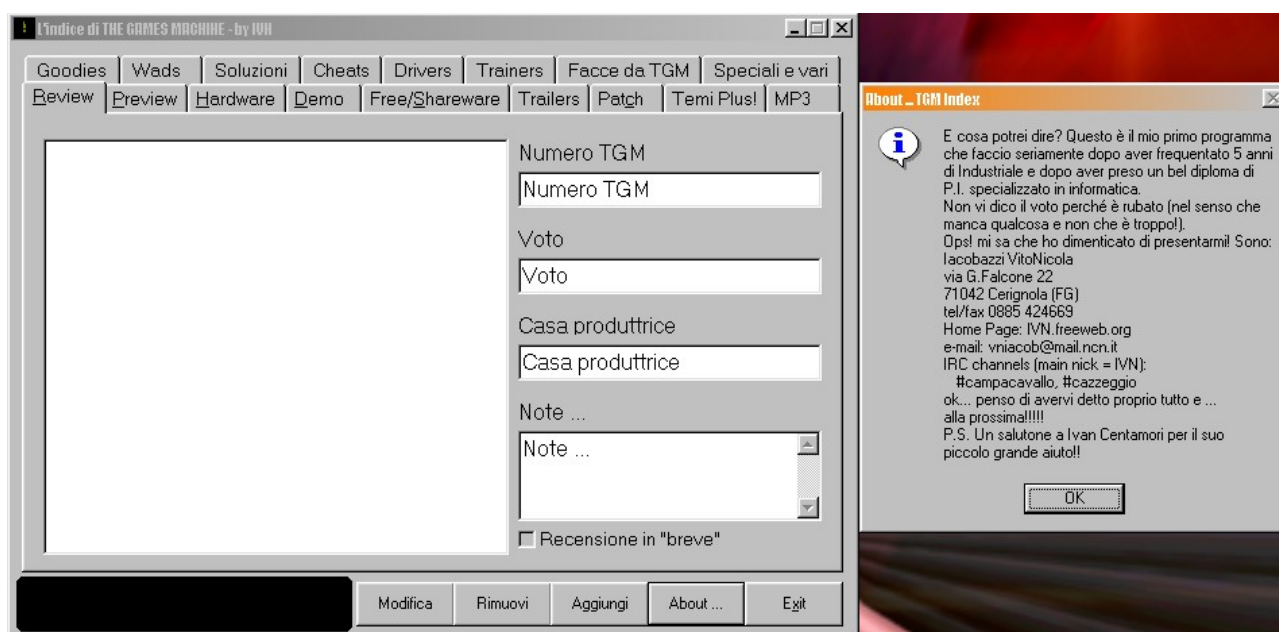 L'indice di THE GAMES MACHINE - by IVN
Goodies Wads Soluzioni Cheats Drivers Trainers Facce da TGM Speciali e vari
Review Preview Hardware Demo Free/Shareware Trailers Patch Temi Plus! MP3
Numero TGM
Numero TGM
Voto
Voto
Casa produttrice
Casa produttrice
Note ...
Note ...
Recensione in "breve"
Modifica Rimuovi Aggiungi About ... Exit
About ... TGM Index
E cosa potrei dire? Questo è il mio primo programma
che faccio seriamente dopo aver frequentato 5 anni
di Industriale e dopo aver preso un bel diploma di
P.I. specializzato in informatica.
Non vi dico il voto perché è rubato (nel senso che
manca qualcosa e non che è troppo!).
Ops! mi sa che ho dimenticato di presentarmi! Sono:
Iacobazzi VitoNicola
via G.Falcone 22
71042 Cerignola (FG)
tel/fax 0885 424669
Home Page: IVN.freeweb.org
e-mail: vniacob@mail.ncn.it
IRC channels (main nick = IVN):
#campacavallo, #cazzeggio
ok... penso di avervi detto proprio tutto e ...
alla prossima!!!!!
P.S. Un salutone a Ivan Centamori per il suo
piccolo grande aiuto!!
OK